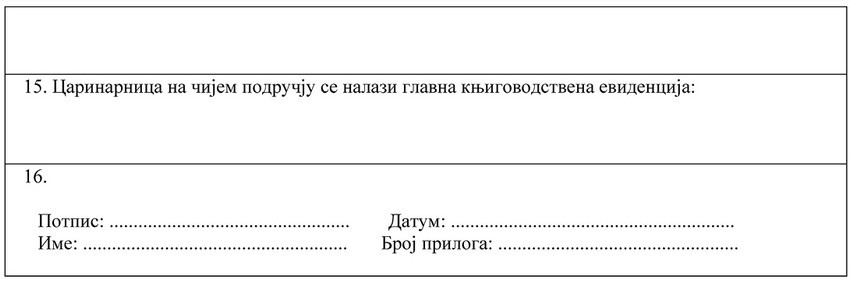 15. Царинарница на чијем подручју се налази главна књиговодствена евиденција:
16.
Потпис: ................................................... Датум: ............................................................
Име: ........................................................ Број прилога: ...................................................